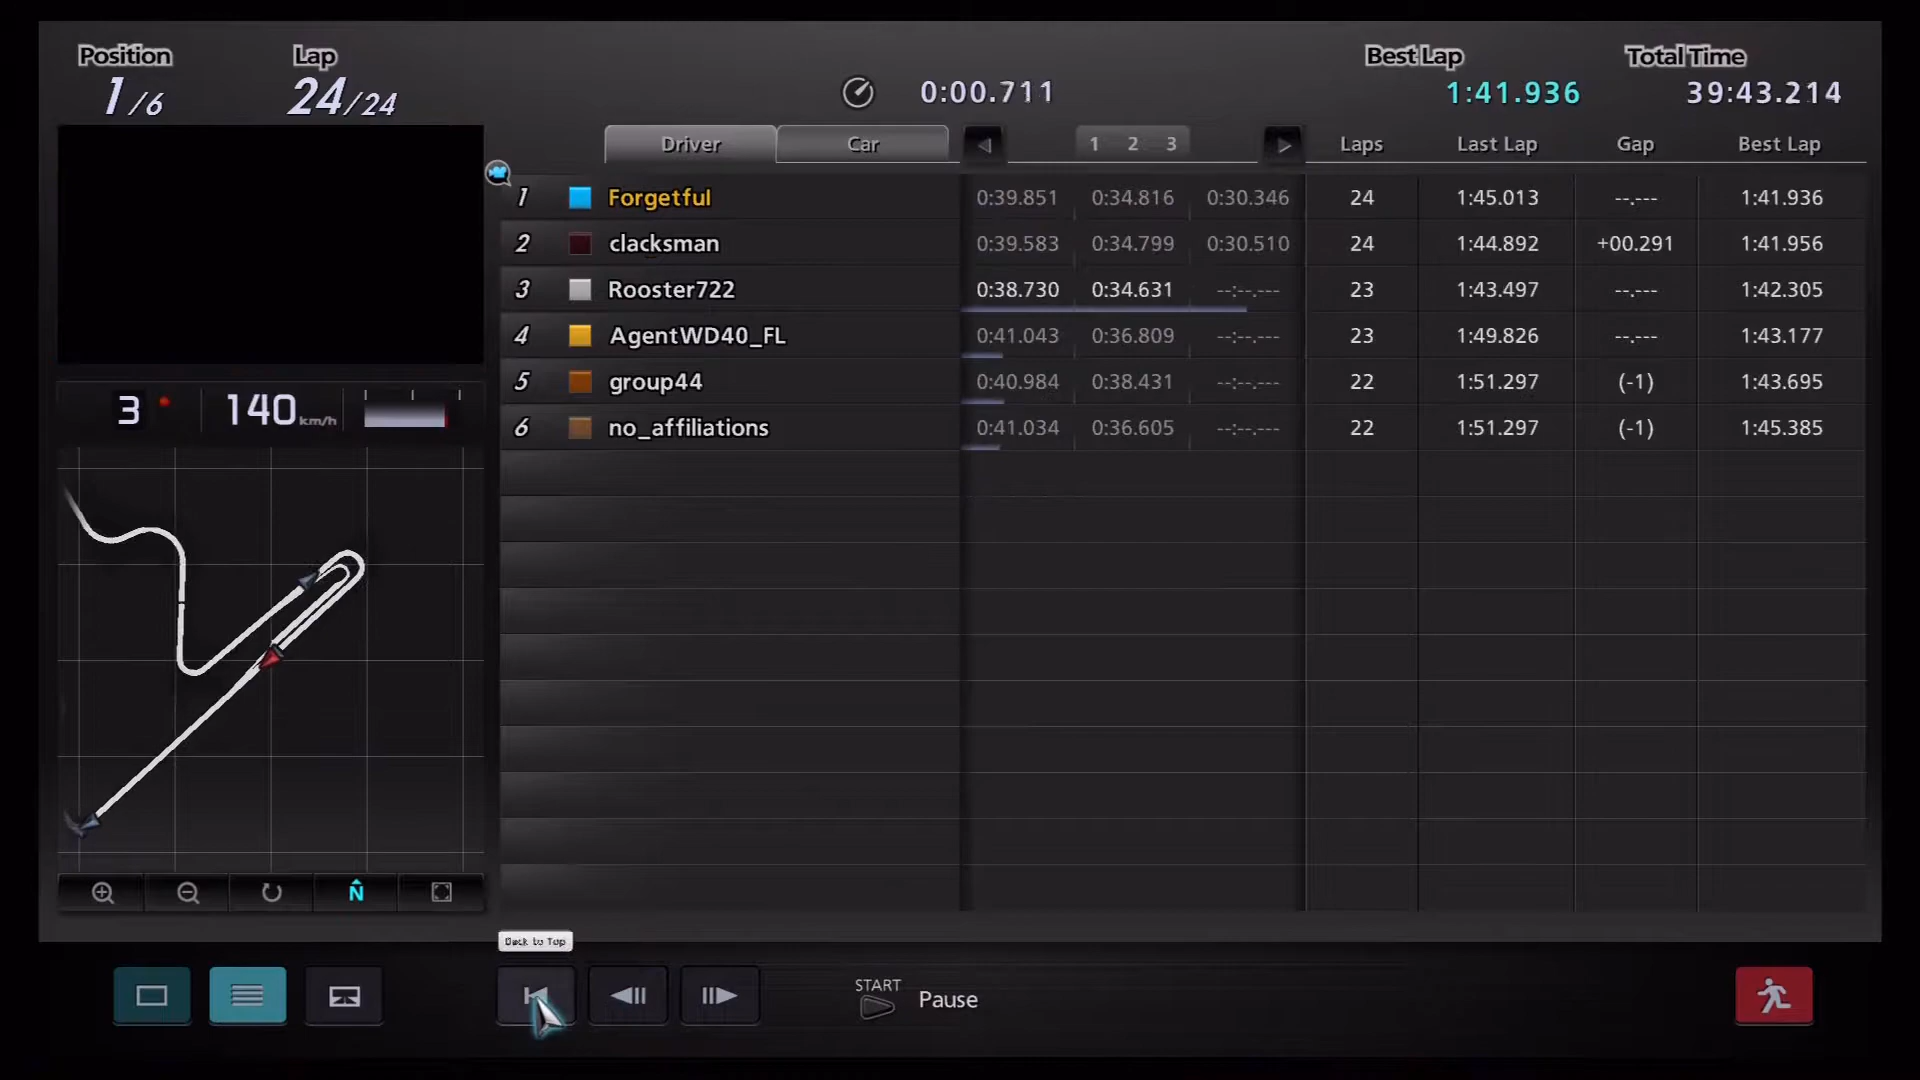 Position Lap Best Lap Total Time
1/6 24/24 0:00.711 1:41.936 39:43.214
Driver Car 1 2 3 Laps Last Lap Gap Best Lap
1 Forgetful 0:39.851 0:34.816 0:30.346 24 1:45.013 --.--- 1:41.936
2 clacksman 0:39.583 0:34.799 0:30.510 24 1:44.892 +00.291 1:41.956
3 Rooster722 0:38.730 0:34.631 --:--.--- 23 1:43.497 --.--- 1:42.305
4 AgentWD40_FL 0:41.043 0:36.809 --:--.--- 23 1:49.826 --.--- 1:43.177
5 group44 0:40.984 0:38.431 --:--.--- 22 1:51.297 (-1) 1:43.695
6 no_affiliations 0:41.034 0:36.605 --:--.--- 22 1:51.297 (-1) 1:45.385
3 140 km/h
N
Back to Top
START
Pause